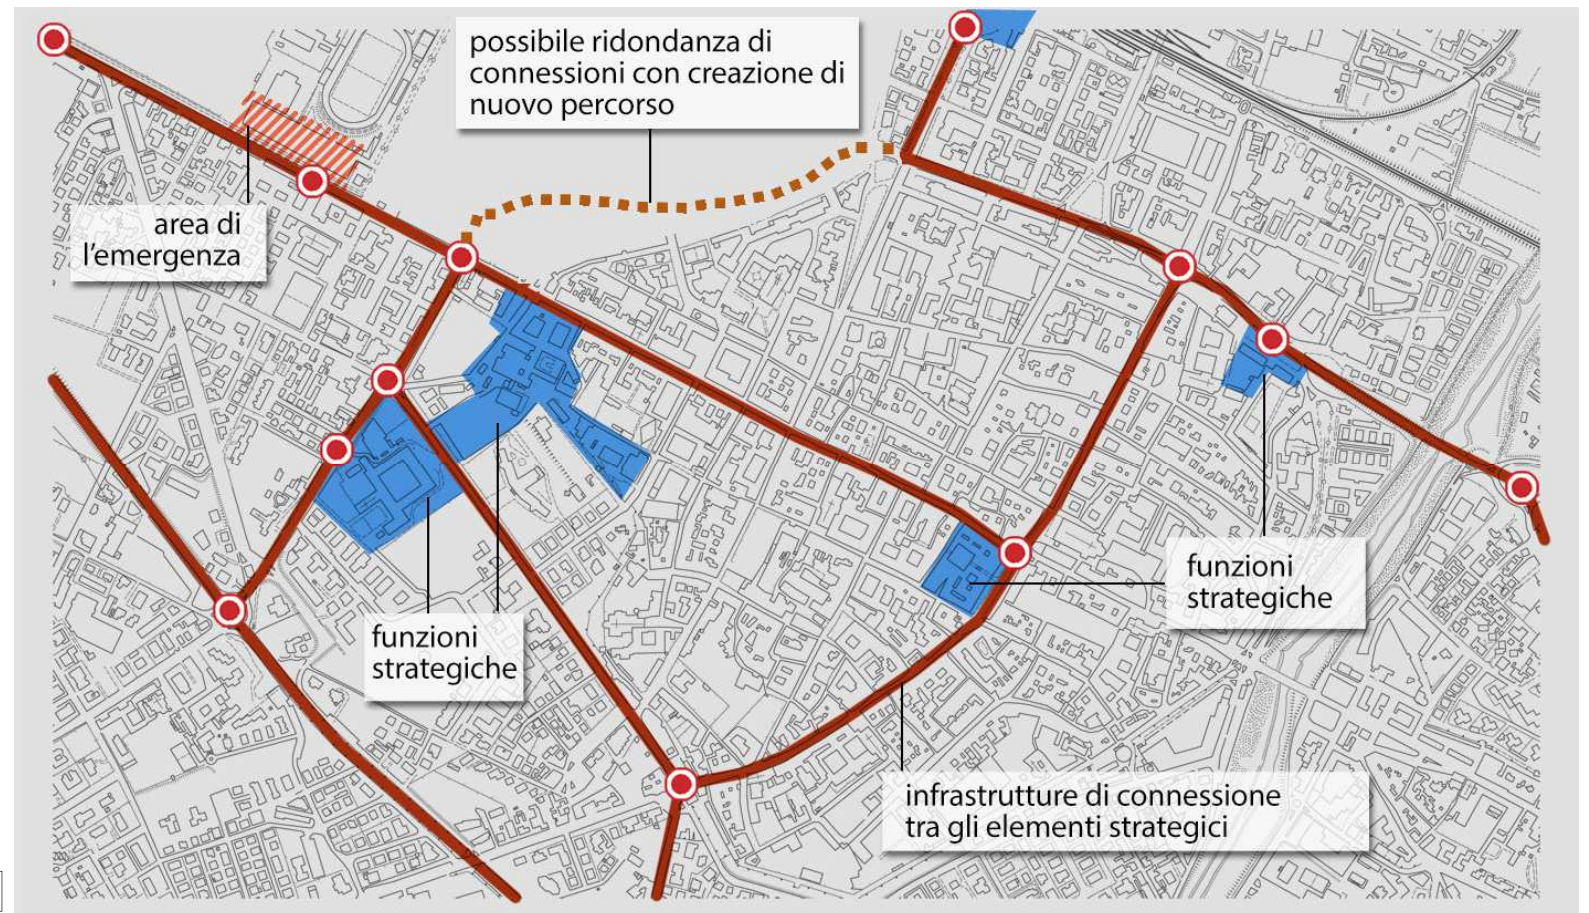 possibile ridondanza di
connessioni con creazione di
nuovo percorso
area di
l'emergenza
funzioni
strategiche
funzioni
strategiche
infrastrutture di connessione
tra gli elementi strategici